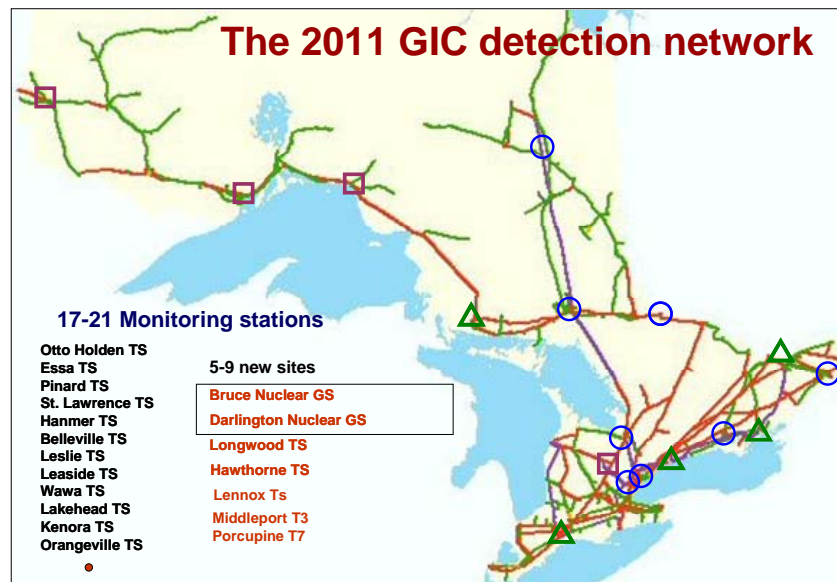 The 2011 GIC detection network
17-21 Monitoring stations
Otto Holden TS
Essa TS
Pinard TS
St. Lawrence TS
Hanmer TS
Belleville TS
Leslie TS
Leaside TS
Wawa TS
Lakehead TS
Kenora TS
Orangeville TS
5-9 new sites
Bruce Nuclear GS
Darlington Nuclear GS
Longwood TS
Hawthorne TS
Lennox Ts
Middleport T3
Porcupine T7